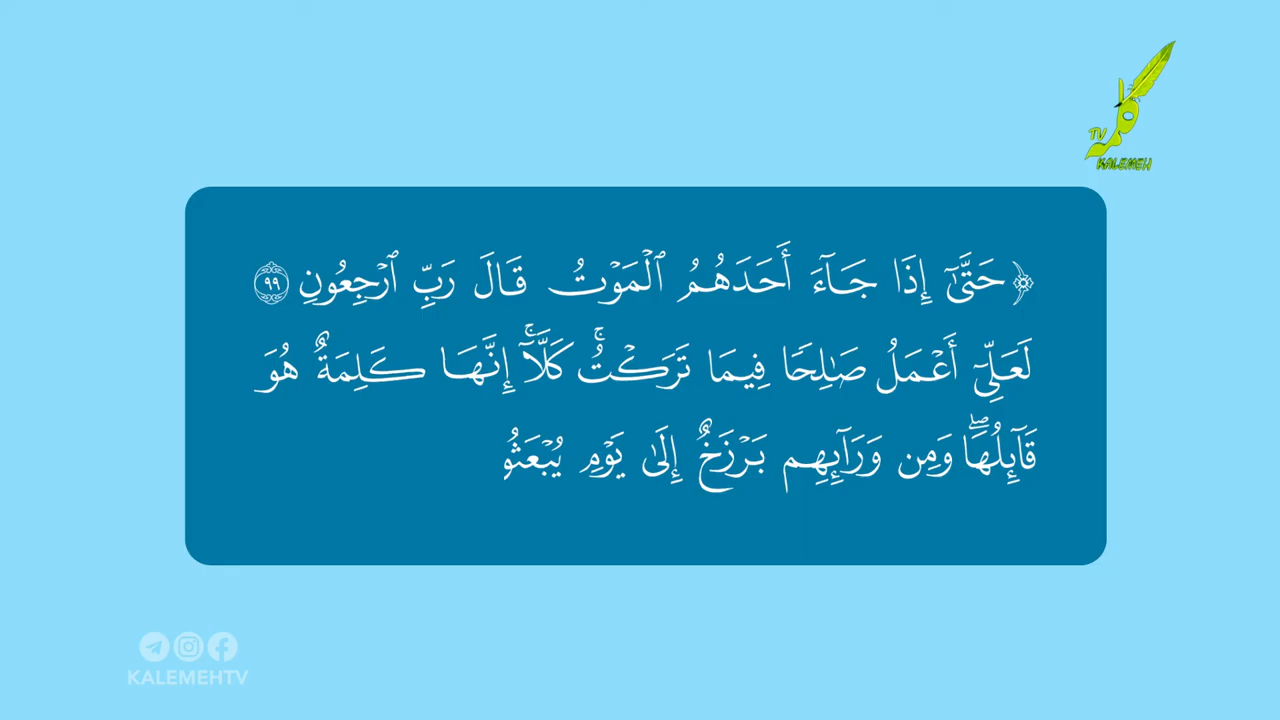 TV
KALEMEH
﴿حَتَّىٰٓ إِذَا جَآءَ أَحَدَهُمُ ٱلْمَوْتُ قَالَ رَبِّ ٱرْجِعُونِ ٩٩
لَعَلِّىٓ أَعْمَلُ صَـٰلِحًا فِيمَا تَرَكْتُ ۚ كَلَّآ ۚ إِنَّهَا كَلِمَةٌ هُوَ
قَآئِلُهَا ۖ وَمِن وَرَآئِهِم بَرْزَخٌ إِلَىٰ يَوْمِ يُبْعَثُو
KALEMEHTV